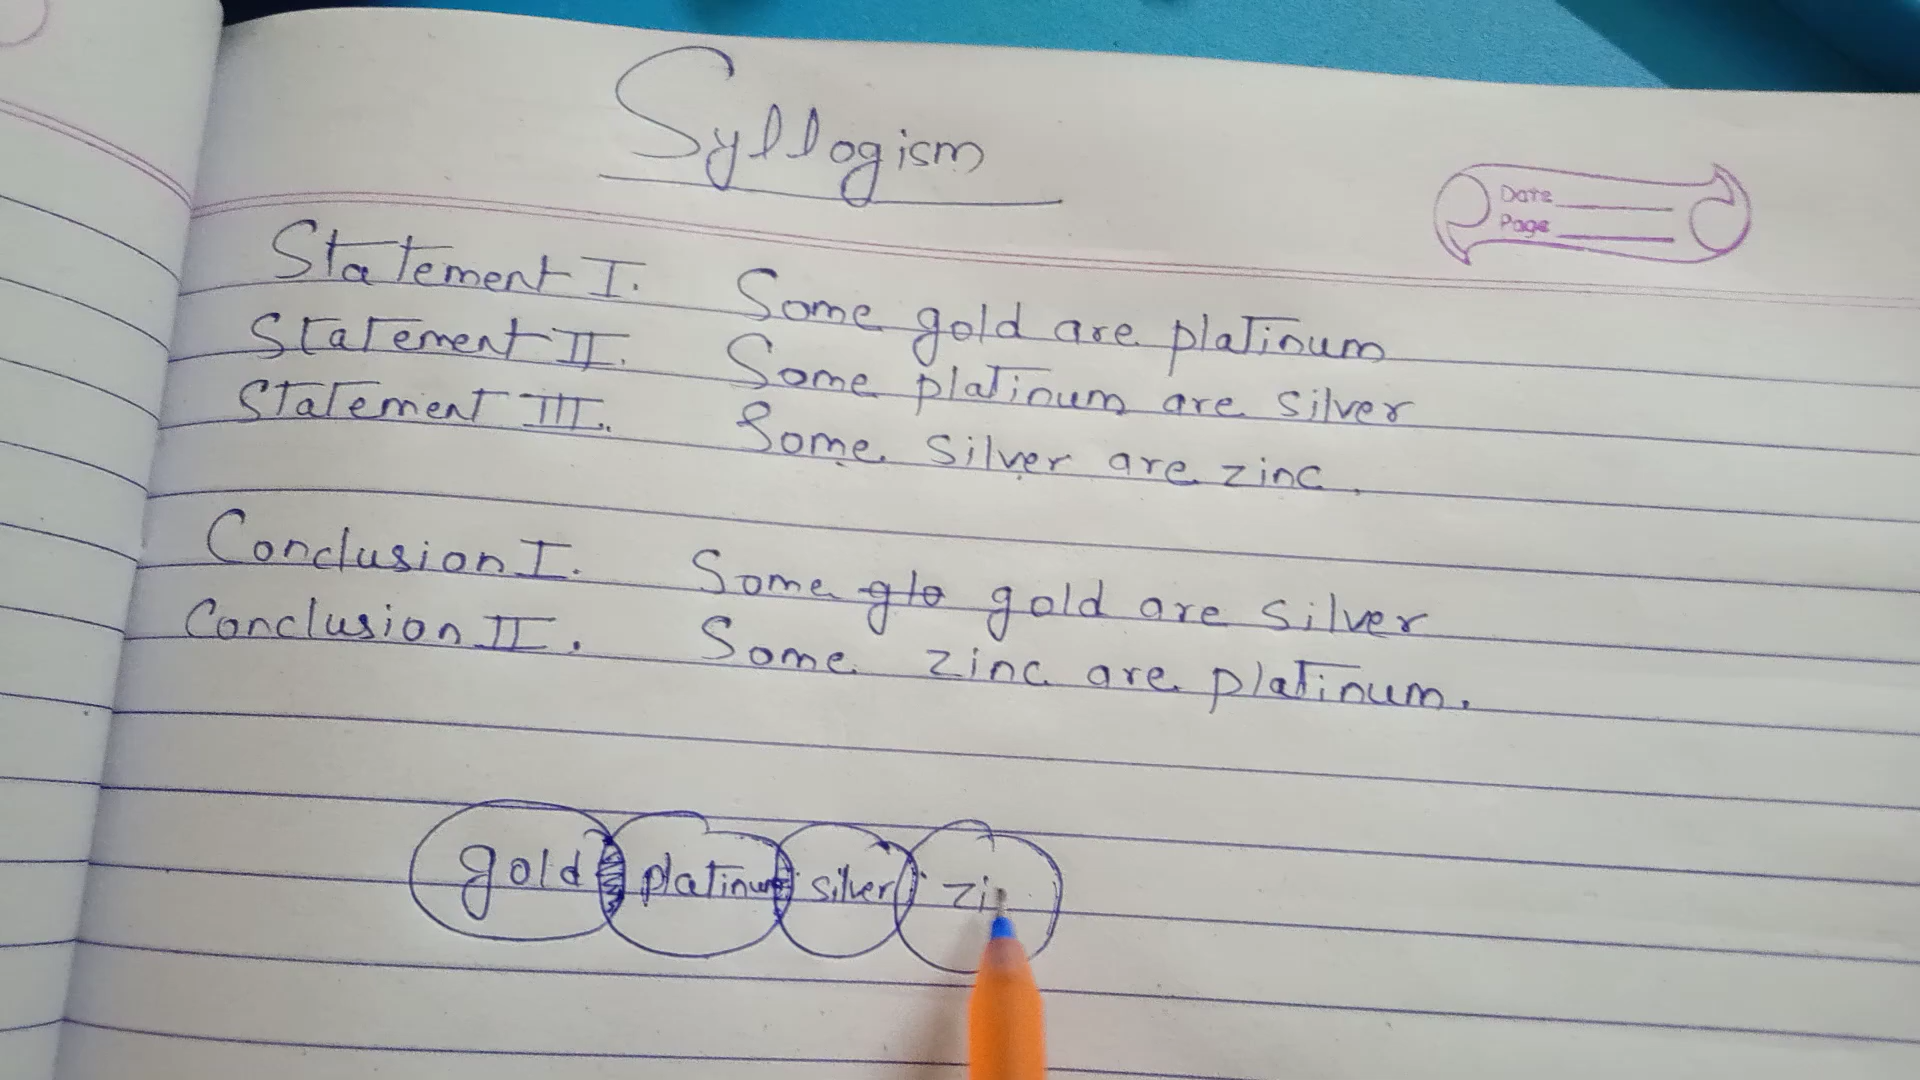 Syllogism
Date
Page
Statement I. Some gold are platinum
Statement II. Some platinum are silver
Statement III. Some silver are zinc.
Conclusion I. Some glo gold are silver
Conclusion II. Some zinc are platinum.
gold platinum silver zi